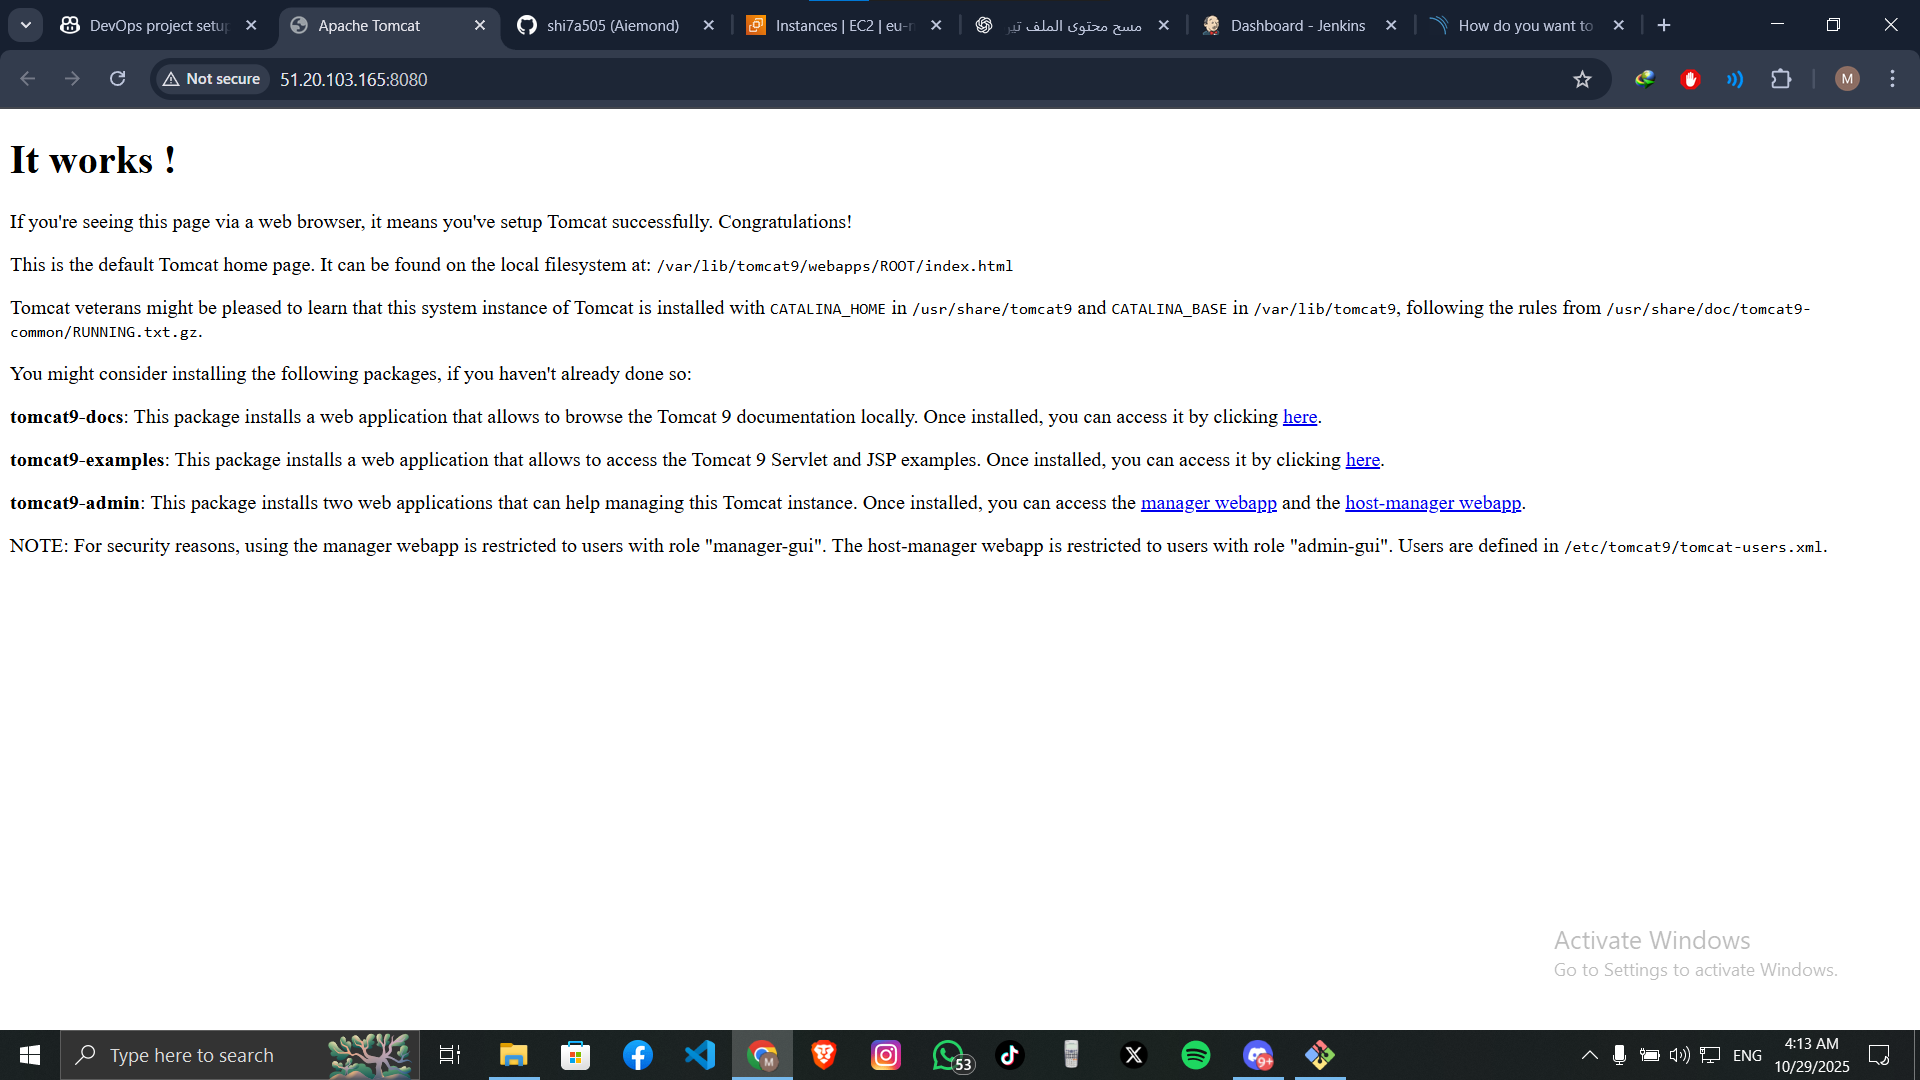 DevOps project setup
Apache Tomcat
shi7a505 (Aiemond)
Instances | EC2 | eu-n
مسح محتوى الملف تير
Dashboard - Jenkins
How do you want to
Not secure
51.20.103.165:8080
M
It works !
If you're seeing this page via a web browser, it means you've setup Tomcat successfully. Congratulations!
This is the default Tomcat home page. It can be found on the local filesystem at: /var/lib/tomcat9/webapps/ROOT/index.html
Tomcat veterans might be pleased to learn that this system instance of Tomcat is installed with CATALINA_HOME in /usr/share/tomcat9 and CATALINA_BASE in /var/lib/tomcat9, following the rules from /usr/share/doc/tomcat9-
common/RUNNING.txt.gz.
You might consider installing the following packages, if you haven't already done so:
tomcat9-docs: This package installs a web application that allows to browse the Tomcat 9 documentation locally. Once installed, you can access it by clicking here.
tomcat9-examples: This package installs a web application that allows to access the Tomcat 9 Servlet and JSP examples. Once installed, you can access it by clicking here.
tomcat9-admin: This package installs two web applications that can help managing this Tomcat instance. Once installed, you can access the manager webapp and the host-manager webapp.
NOTE: For security reasons, using the manager webapp is restricted to users with role "manager-gui". The host-manager webapp is restricted to users with role "admin-gui". Users are defined in /etc/tomcat9/tomcat-users.xml.
Activate Windows
Go to Settings to activate Windows.
Type here to search
M
53
9+
ENG
4:13 AM
10/29/2025